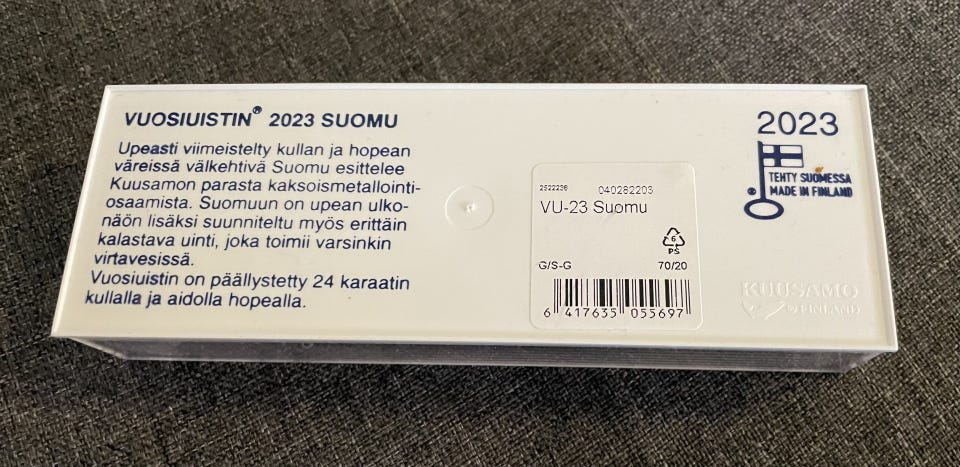 VUOSIUISTIN® 2023 SUOMU
Upeasti viimeistelty kullan ja hopean
väreissä välkehtivä Suomu esittelee
Kuusamon parasta kaksoismetallointi-
osaamista. Suomuun on upean ulko-
näön lisäksi suunniteltu myös erittäin
kalastava uinti, joka toimii varsinkin
virtavesissä.
Vuosiuistin on päällystetty 24 karaatin
kullalla ja aidolla hopealla.
2522236 040282203
VU-23 Suomu
6
PS
G/S-G 70/20
6 417635 055697
2023
TEHTY SUOMESSA
® MADE IN FINLAND
KUUSAMO
OF FINLAND